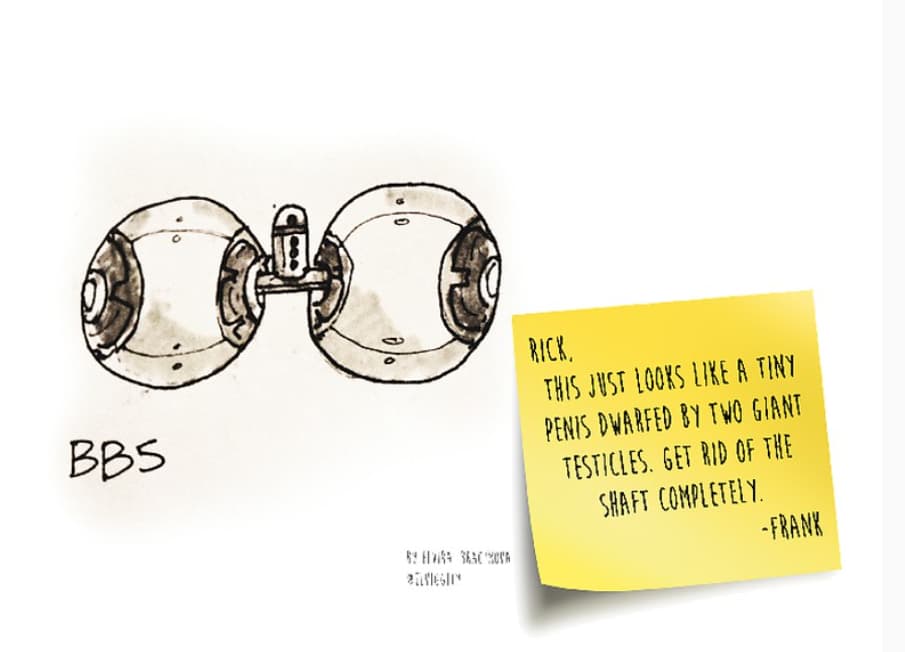 BB5
RICK,
THIS JUST LOOKS LIKE A TINY
PENIS DWARFED BY TWO GIANT
TESTICLES. GET RID OF THE
SHAFT COMPLETELY.
-FRANK
BY